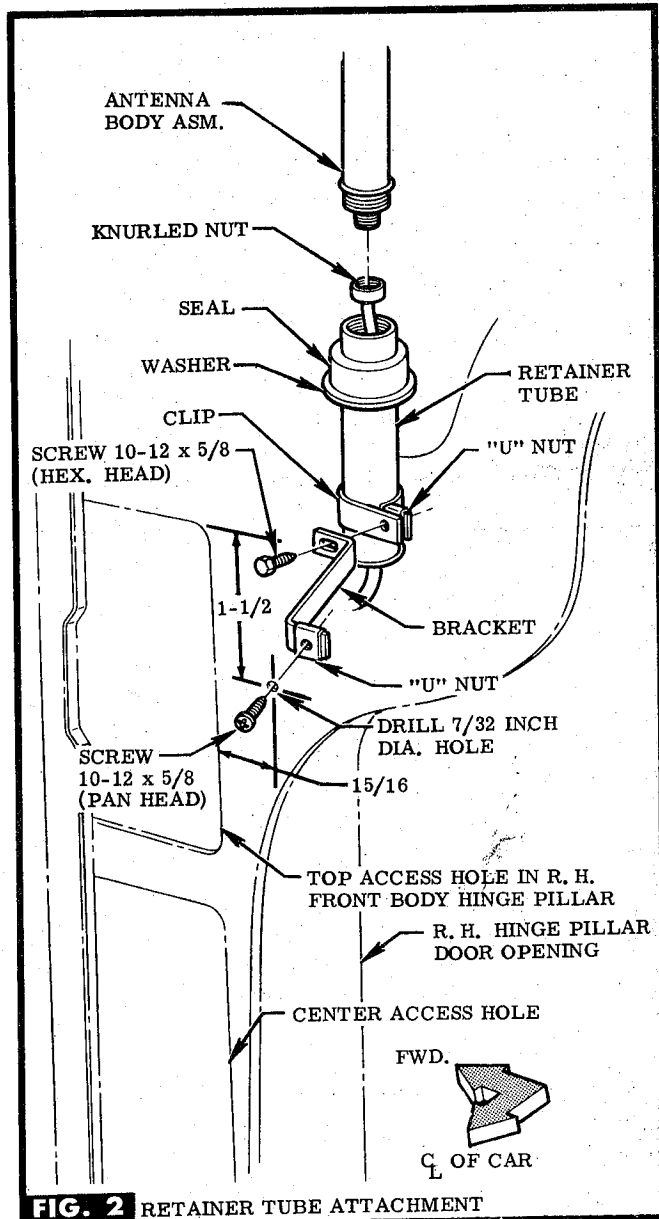 ANTENNA
BODY ASM.
KNURLED NUT
SEAL
WASHER
RETAINER
TUBE
CLIP
"U" NUT
SCREW 10-12 x 5/8
(HEX. HEAD)
1-1/2
BRACKET
"U" NUT
DRILL 7/32 INCH
DIA. HOLE
SCREW
10-12 x 5/8
(PAN HEAD)
15/16
TOP ACCESS HOLE IN R. H.
FRONT BODY HINGE PILLAR
R. H. HINGE PILLAR
DOOR OPENING
CENTER ACCESS HOLE
FWD.
℄ OF CAR
FIG. 2 RETAINER TUBE ATTACHMENT